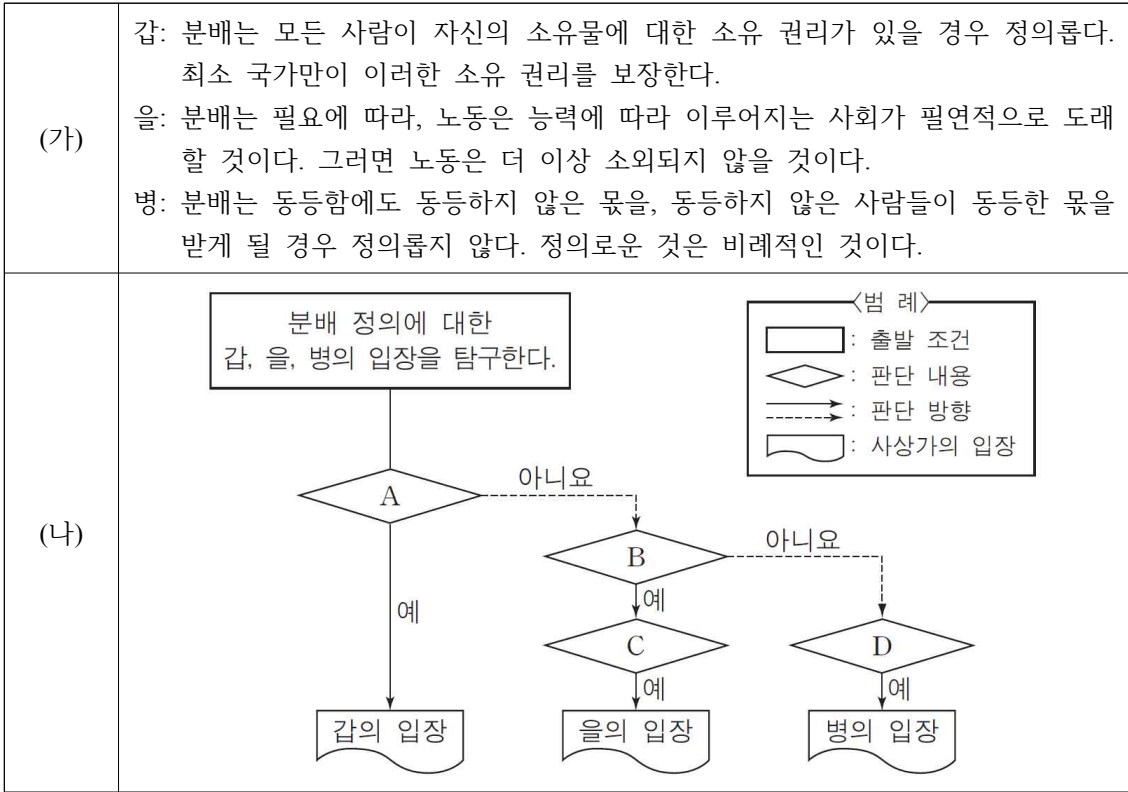 (가)
갑: 분배는 모든 사람이 자신의 소유물에 대한 소유 권리가 있을 경우 정의롭다.
최소 국가만이 이러한 소유 권리를 보장한다.
을: 분배는 필요에 따라, 노동은 능력에 따라 이루어지는 사회가 필연적으로 도래
할 것이다. 그러면 노동은 더 이상 소외되지 않을 것이다.
병: 분배는 동등함에도 동등하지 않은 몫을, 동등하지 않은 사람들이 동등한 몫을
받게 될 경우 정의롭지 않다. 정의로운 것은 비례적인 것이다.
(나)
분배 정의에 대한
갑, 을, 병의 입장을 탐구한다.
〈범 례〉
: 출발 조건
: 판단 내용
: 판단 방향
: 사상가의 입장
A
아니요
B
아니요
예
예
C
D
예
예
갑의 입장
을의 입장
병의 입장